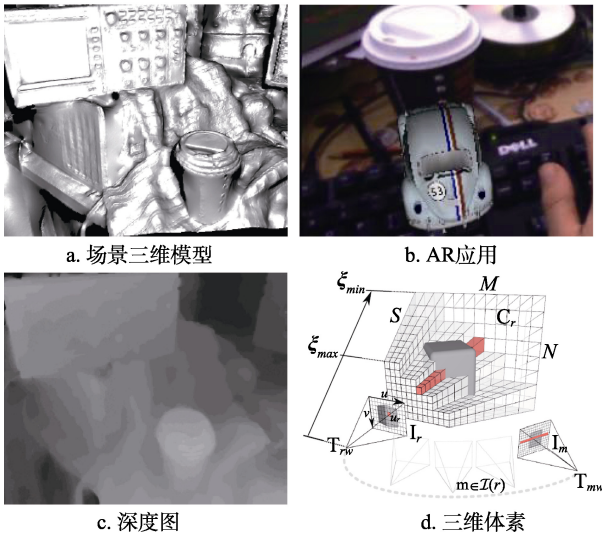 53
DELL
a. 场景三维模型
b. AR应用
ξmin
M
S
Cr
ξmax
N
u
v
ur
Ir
Im
Trw
Tmw
m∈I(r)
c. 深度图
d. 三维体素